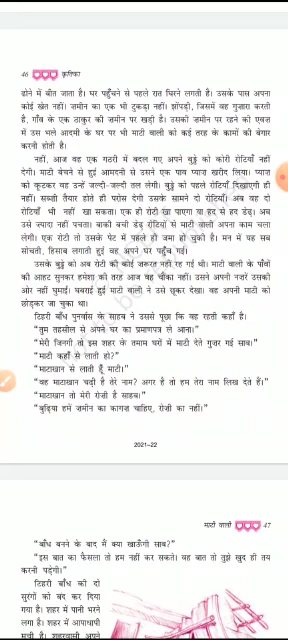 46 कृतिका
ढोने में बीत जाता है। घर पहुँचने से पहले रात घिरने लगती है। उसके पास अपना
कोई खेत नहीं। ज़मीन का एक भी टुकड़ा नहीं। झोंपड़ी, जिसमें वह गुज़ारा करती
है, गाँव के एक ठाकुर की ज़मीन पर खड़ी है। उसकी ज़मीन पर रहने की एवज़
में उस भले आदमी के घर पर भी माटी वाली को कई तरह के कामों की बेगार
करनी होती है।
नहीं, आज वह एक गठरी में बदल गए अपने बुड्ढे को कोरी रोटियाँ नहीं
देगी। माटी बेचने से हुई आमदनी से उसने एक पाव प्याज़ खरीद लिया। प्याज़
को कूटकर वह उन्हें जल्दी-जल्दी तल लेगी। बुड्ढे को पहले रोटियाँ दिखाएगी ही
नहीं। सब्ज़ी तैयार होते ही परोस देगी उसके सामने दो रोटियाँ। अब वह दो
रोटियाँ भी नहीं खा सकता। एक ही रोटी खा पाएगा या हद से हद डेढ़। अब
उसे ज्यादा नहीं पचता। बाकी बची डेढ़ रोटियों से माटी वाली अपना काम चला
लेगी। एक रोटी तो उसके पेट में पहले ही जमा हो चुकी है। मन में यह सब
सोचती, हिसाब लगाती हुई वह अपने घर पहुँच गई।
उसके बुड्ढे को अब रोटी की कोई ज़रूरत नहीं रह गई थी। माटी वाली के पाँवों
की आहट सुनकर हमेशा की तरह आज वह चौंका नहीं। उसने अपनी नज़रें उसकी
ओर नहीं घुमाईं। घबराई हुई माटी वाली ने उसे छूकर देखा। वह अपनी माटी को
छोड़कर जा चुका था।
टिहरी बाँध पुनर्वास के साहब ने उससे पूछा कि वह रहती कहाँ है।
“तुम तहसील से अपने घर का प्रमाणपत्र ले आना।”
“मेरी जिनगी तो इस शहर के तमाम घरों में माटी देते गुज़र गई साब।”
“माटी कहाँ से लाती हो?”
“माटाखान से लाती हूँ माटी।”
“वह माटाखान चढ़ी है तेरे नाम? अगर है तो हम तेरा नाम लिख देते हैं।”
“माटाखान तो मेरी रोज़ी है साहब।”
“बुढ़िया हमें ज़मीन का कागज़ चाहिए, रोज़ी का नहीं।”
2021–22
माटी वाली 47
“बाँध बनने के बाद मैं क्या खाऊँगी साब?”
“इस बात का फ़ैसला तो हम नहीं कर सकते। वह बात तो तुझे खुद ही तय
करनी पड़ेगी।”
टिहरी बाँध की दो
सुरंगों को बंद कर दिया
गया है। शहर में पानी भरने
लगा है। शहर में आपाधापी
मची है। शहरवासी अपने